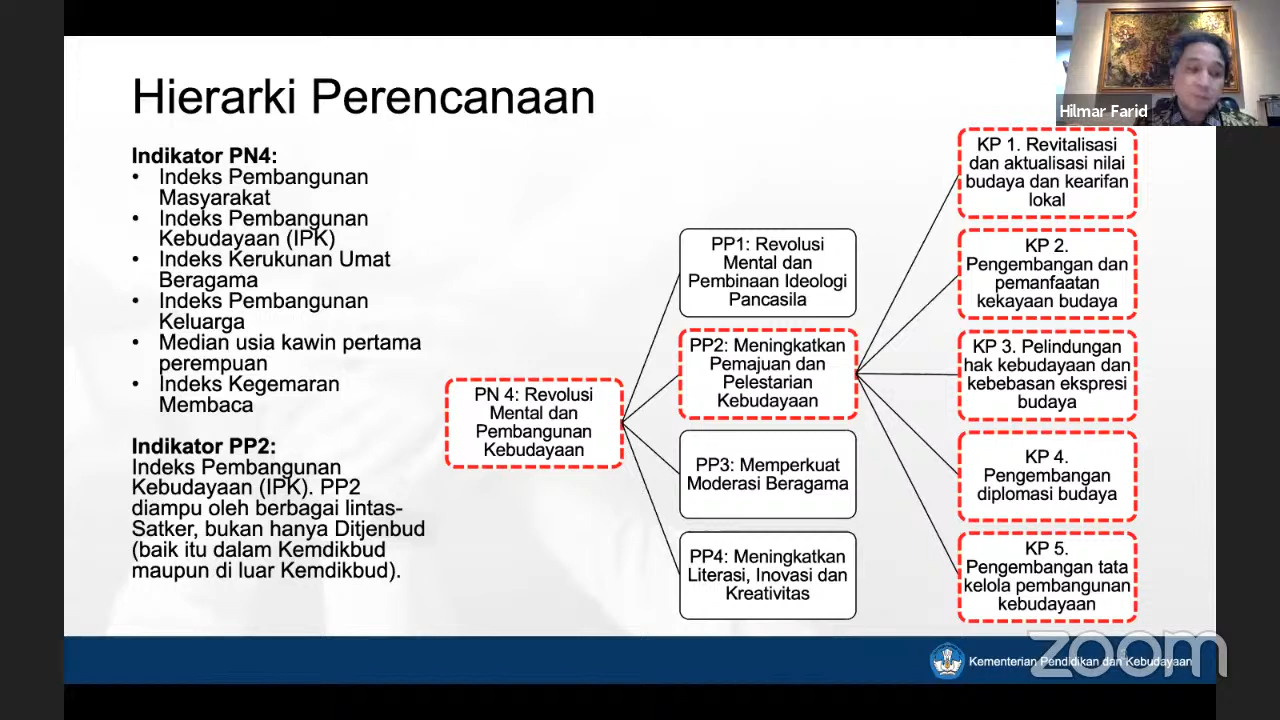 Hierarki Perencanaan
Hilmar Farid
Indikator PN4:
• Indeks Pembangunan
Masyarakat
• Indeks Pembangunan
Kebudayaan (IPK)
• Indeks Kerukunan Umat
Beragama
• Indeks Pembangunan
Keluarga
• Median usia kawin pertama
perempuan
• Indeks Kegemaran
Membaca
Indikator PP2:
Indeks Pembangunan
Kebudayaan (IPK). PP2
diampu oleh berbagai lintas-
Satker, bukan hanya Ditjenbud
(baik itu dalam Kemdikbud
maupun di luar Kemdikbud).
PN 4: Revolusi
Mental dan
Pembangunan
Kebudayaan
PP1: Revolusi
Mental dan
Pembinaan Ideologi
Pancasila
PP2: Meningkatkan
Pemajuan dan
Pelestarian
Kebudayaan
PP3: Memperkuat
Moderasi Beragama
PP4: Meningkatkan
Literasi, Inovasi dan
Kreativitas
KP 1. Revitalisasi
dan aktualisasi nilai
budaya dan kearifan
lokal
KP 2.
Pengembangan dan
pemanfaatan
kekayaan budaya
KP 3. Pelindungan
hak kebudayaan dan
kebebasan ekspresi
budaya
KP 4.
Pengembangan
diplomasi budaya
KP 5.
Pengembangan tata
kelola pembangunan
kebudayaan
zoom
Kementerian Pendidikan dan Kebudayaan